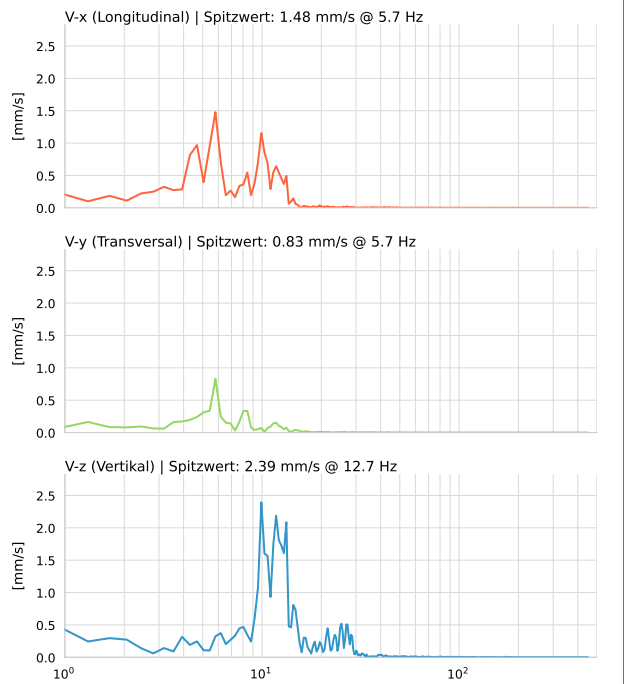 V-x (Longitudinal) | Spitzwert: 1.48 mm/s @ 5.7 Hz
2.5
2.0
1.5
1.0
0.5
0.0
[mm/s]
V-y (Transversal) | Spitzwert: 0.83 mm/s @ 5.7 Hz
2.5
2.0
1.5
1.0
0.5
0.0
[mm/s]
V-z (Vertikal) | Spitzwert: 2.39 mm/s @ 12.7 Hz
2.5
2.0
1.5
1.0
0.5
0.0
[mm/s]
10⁰ 10¹ 10²